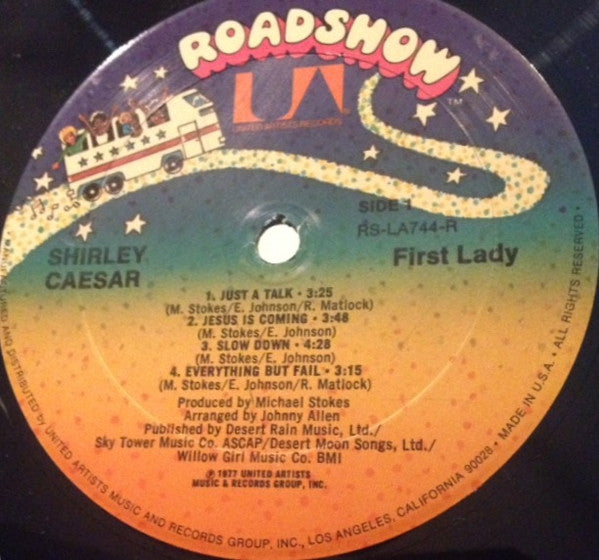 ROADSHOW
TM
UA
UNITED ARTISTS RECORDS
SIDE 1
RS-LA744-R
SHIRLEY
CAESAR
First Lady
1. JUST A TALK • 3:25
(M. Stokes/E. Johnson/R. Matlock)
2. JESUS IS COMING • 3:48
(M. Stokes/E. Johnson)
3. SLOW DOWN • 4:28
(M. Stokes/E. Johnson)
4. EVERYTHING BUT FAIL • 3:15
(M. Stokes/E. Johnson/R. Matlock)
Produced by Michael Stokes
Arranged by Johnny Allen
Published by Desert Rain Music, Ltd./
Sky Tower Music Co. ASCAP/Desert Moon Songs, Ltd./
Willow Girl Music Co. BMI
℗ 1977 UNITED ARTISTS
MUSIC & RECORDS GROUP, INC.
AND DISTRIBUTED BY UNITED ARTISTS MUSIC AND RECORDS GROUP, INC., LOS ANGELES, CALIFORNIA 90028 • MADE IN U.S.A. • ALL RIGHTS RESERVED •